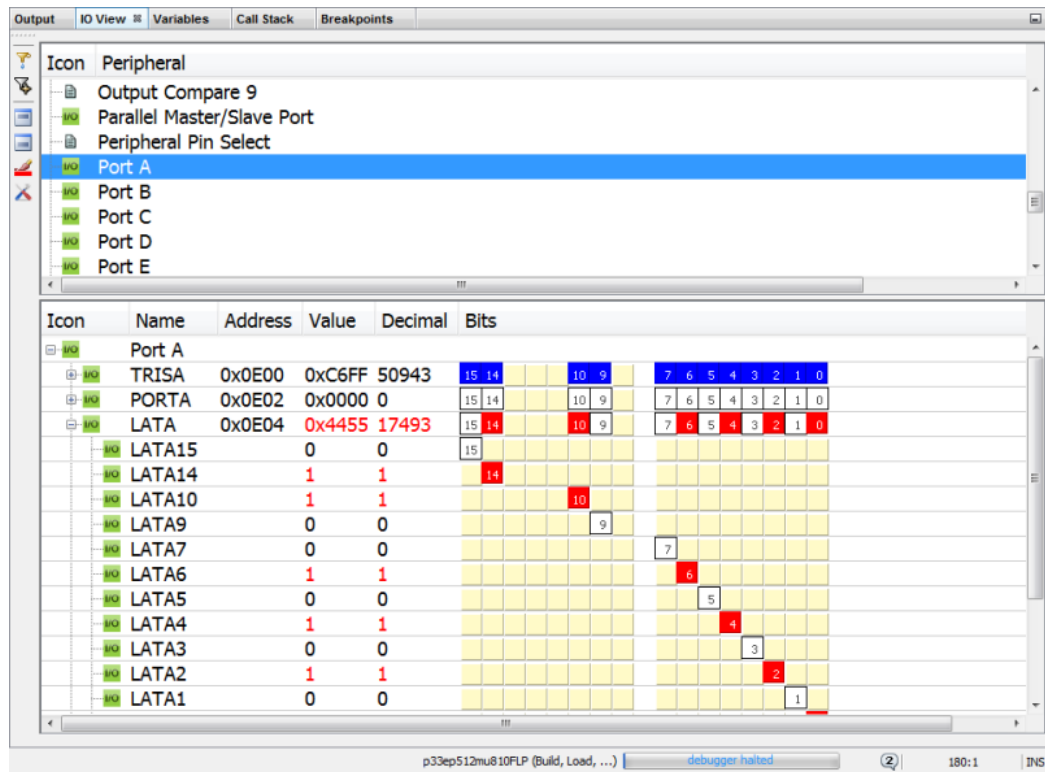 Output IO View Variables Call Stack Breakpoints
Icon Peripheral
Output Compare 9
I/O Parallel Master/Slave Port
Peripheral Pin Select
I/O Port A
I/O Port B
I/O Port C
I/O Port D
I/O Port E
Icon Name Address Value Decimal Bits
I/O Port A
I/O TRISA 0x0E00 0xC6FF 50943 15 14 10 9 7 6 5 4 3 2 1 0
I/O PORTA 0x0E02 0x0000 0 15 14 10 9 7 6 5 4 3 2 1 0
I/O LATA 0x0E04 0x4455 17493 15 14 10 9 7 6 5 4 3 2 1 0
I/O LATA15 0 0 15
I/O LATA14 1 1 14
I/O LATA10 1 1 10
I/O LATA9 0 0 9
I/O LATA7 0 0 7
I/O LATA6 1 1 6
I/O LATA5 0 0 5
I/O LATA4 1 1 4
I/O LATA3 0 0 3
I/O LATA2 1 1 2
I/O LATA1 0 0 1
p33ep512mu810FLP (Build, Load, ...) debugger halted 2 180:1 INS